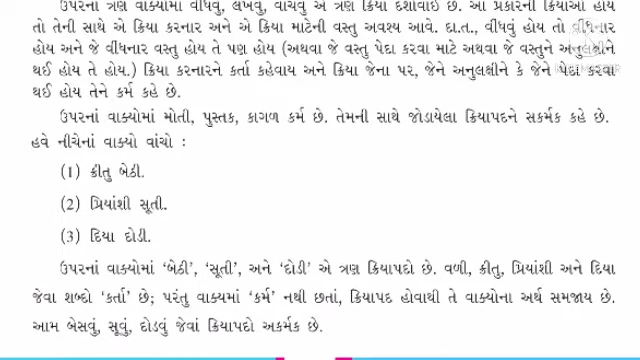 ઉપરના ત્રણ વાક્યોમાં વીંધવું, લખવું, વાંચવું એ ત્રણ ક્રિયા દર્શાવાઈ છે. આ પ્રકારની ક્રિયાઓ હોય
તો તેની સાથે એ ક્રિયા કરનાર અને એ ક્રિયા માટેની વસ્તુ અવશ્ય આવે. દા.ત., વીંધવું હોય તો વીંધનાર
હોય અને જે વીંધનાર વસ્તુ હોય તે પણ હોય (અથવા જે વસ્તુ પેદા કરવા માટે અથવા જે વસ્તુને અનુલક્ષી
થઈ હોય તે હોય.) ક્રિયા કરનારને કર્તા કહેવાય અને ક્રિયા જેના પર, જેને અનુલક્ષીને કે જેને પેદા કરવા
થઈ હોય તેને કર્મ કહે છે.
ઉપરનાં વાક્યોમાં મોતી, પુસ્તક, કાગળ કર્મ છે. તેમની સાથે જોડાયેલા ક્રિયાપદને સકર્મક કહે છે.
હવે નીચેનાં વાક્યો વાંચો :
(1) ક્રીતુ બેઠી.
(2) પ્રિયાંશી સૂતી.
(3) દિયા દોડી.
ઉપરનાં વાક્યોમાં ‘બેઠી’, ‘સૂતી’, અને ‘દોડી’ એ ત્રણ ક્રિયાપદો છે. વળી, ક્રીતુ, પ્રિયાંશી અને દિયા
જેવા શબ્દો ‘કર્તા’ છે; પરંતુ વાક્યમાં ‘કર્મ’ નથી છતાં, ક્રિયાપદ હોવાથી તે વાક્યોના અર્થ સમજાય છે.
આમ બેસવું, સૂવું, દોડવું જેવાં ક્રિયાપદો અકર્મક છે.